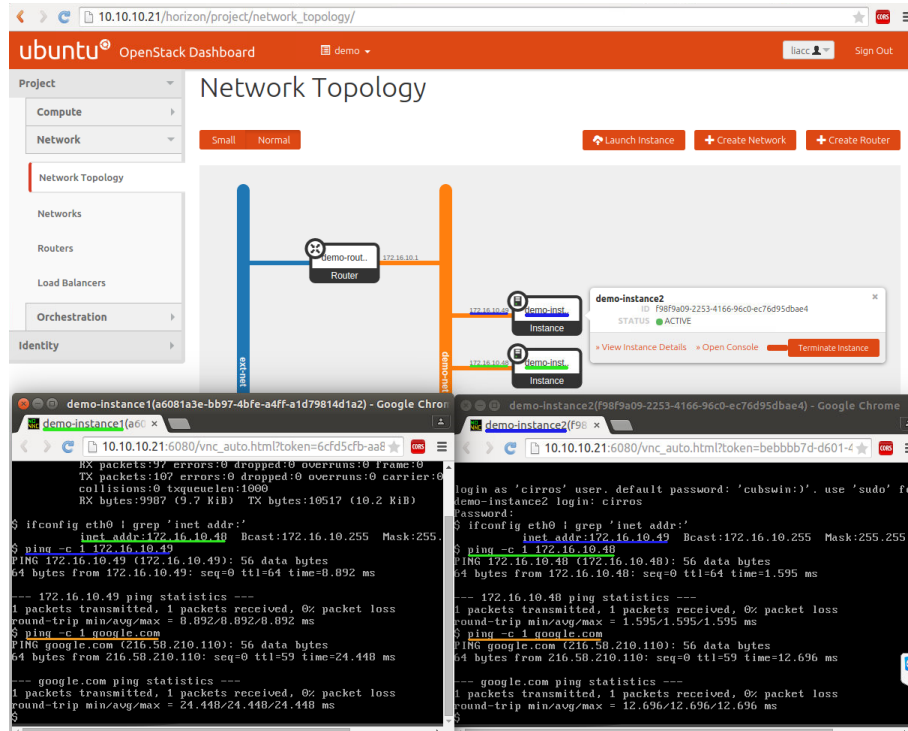 10.10.10.21/horizon/project/network_topology/
CORS
ubuntu® OpenStack Dashboard
demo
liacc
Sign Out
Project
Compute
Network
Network Topology
Networks
Routers
Load Balancers
Orchestration
Identity
Network Topology
Small Normal
Launch Instance
Create Network
Create Router
ext-net
demo-rout..
Router
172.16.10.1
demo-net
172.16.10.49
demo-inst..
Instance
172.16.10.48
demo-inst..
Instance
demo-instance2
ID f98f9a09-2253-4166-96c0-ec76d95dbae4
STATUS ACTIVE
» View Instance Details » Open Console Terminate Instance
demo-instance1(a6081a3e-bb97-4bfe-a4ff-a1d79814d1a2) - Google Chron
demo-instance1(a60
10.10.10.21:6080/vnc_auto.html?token=6cfd5cfb-aa8
CORS
RX packets:97 errors:0 dropped:0 overruns:0 frame:0
TX packets:107 errors:0 dropped:0 overruns:0 carrier:0
collisions:0 txqueuelen:1000
RX bytes:9987 (9.7 KiB)  TX bytes:10517 (10.2 KiB)
$ ifconfig eth0 | grep 'inet addr:'
inet addr:172.16.10.48  Bcast:172.16.10.255  Mask:255.
$ ping -c 1 172.16.10.49
PING 172.16.10.49 (172.16.10.49): 56 data bytes
64 bytes from 172.16.10.49: seq=0 ttl=64 time=8.892 ms
--- 172.16.10.49 ping statistics ---
1 packets transmitted, 1 packets received, 0% packet loss
round-trip min/avg/max = 8.892/8.892/8.892 ms
$ ping -c 1 google.com
PING google.com (216.58.210.110): 56 data bytes
64 bytes from 216.58.210.110: seq=0 ttl=59 time=24.448 ms
--- google.com ping statistics ---
1 packets transmitted, 1 packets received, 0% packet loss
round-trip min/avg/max = 24.448/24.448/24.448 ms
$
demo-instance2(f98f9a09-2253-4166-96c0-ec76d95dbae4) - Google Chrome
demo-instance2(f98
10.10.10.21:6080/vnc_auto.html?token=bebbbb7d-d601-4
CORS
login as 'cirros' user. default password: 'cubswin:)'. use 'sudo' f
demo-instance2 login: cirros
Password:
$ ifconfig eth0 | grep 'inet addr:'
inet addr:172.16.10.49  Bcast:172.16.10.255  Mask:255.255
$ ping -c 1 172.16.10.48
PING 172.16.10.48 (172.16.10.48): 56 data bytes
64 bytes from 172.16.10.48: seq=0 ttl=64 time=1.595 ms
--- 172.16.10.48 ping statistics ---
1 packets transmitted, 1 packets received, 0% packet loss
round-trip min/avg/max = 1.595/1.595/1.595 ms
$ ping -c 1 google.com
PING google.com (216.58.210.110): 56 data bytes
64 bytes from 216.58.210.110: seq=0 ttl=59 time=12.696 ms
--- google.com ping statistics ---
1 packets transmitted, 1 packets received, 0% packet loss
round-trip min/avg/max = 12.696/12.696/12.696 ms
$